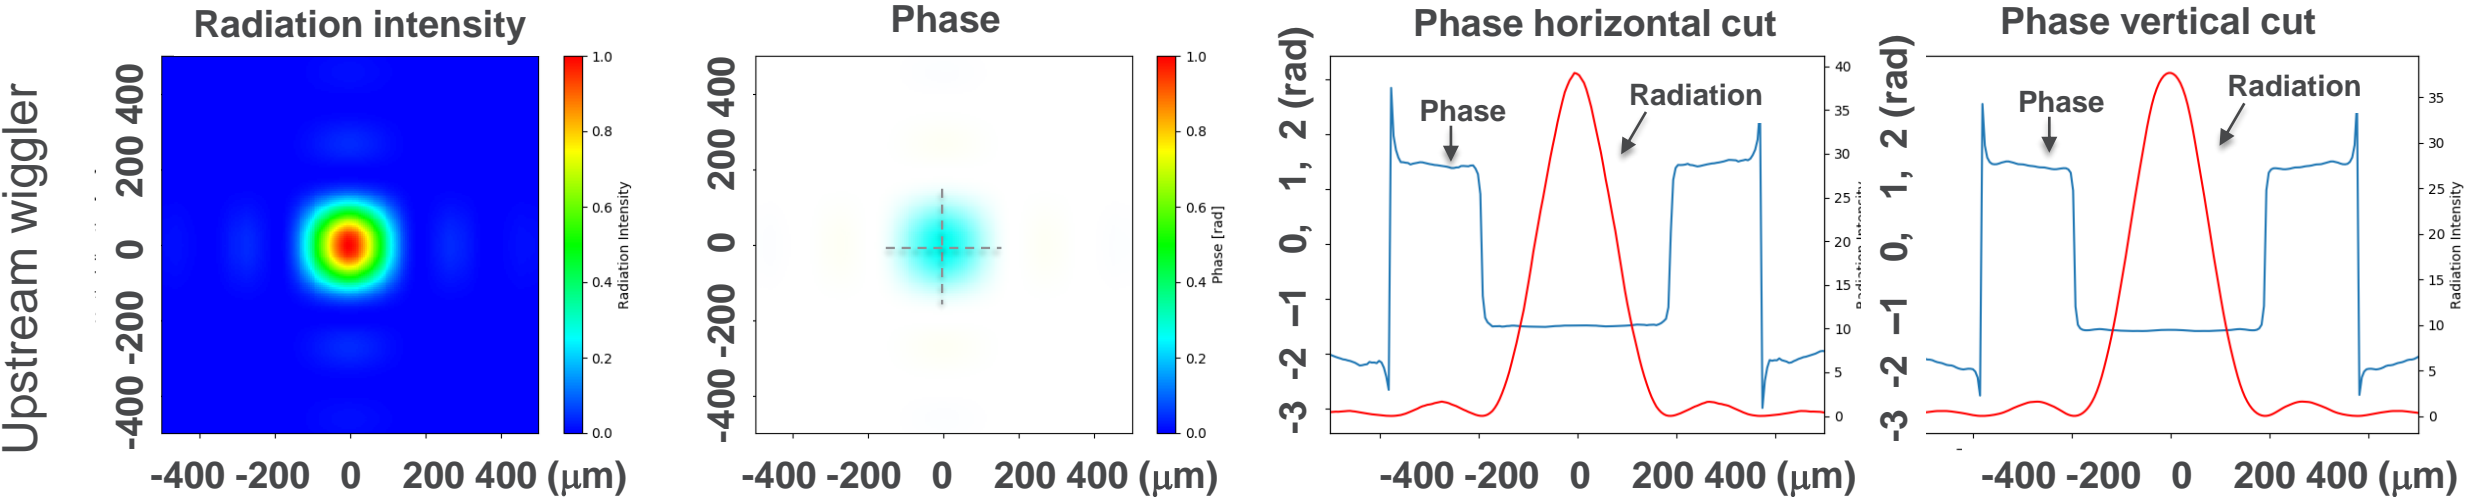 Upstream wiggler
Radiation intensity
400
200
0
-200
-400
-400 -200 0 200 400 (μm)
1.0
0.8
0.6
0.4
0.2
0.0
Radiation Intensity
Phase
400
200
0
-200
-400
-400 -200 0 200 400 (μm)
1.0
0.8
0.6
0.4
0.2
0.0
Phase [rad]
Phase horizontal cut
-3 -2 −1 0, 1, 2 (rad)
Phase
Radiation
40
35
30
25
20
15
10
5
0
Radiation Intensity
-400 -200 0 200 400 (μm)
Phase vertical cut
-3 -2 −1 0, 1, 2 (rad)
Phase
Radiation
35
30
25
20
15
10
5
0
Radiation Intensity
-400 -200 0 200 400 (μm)